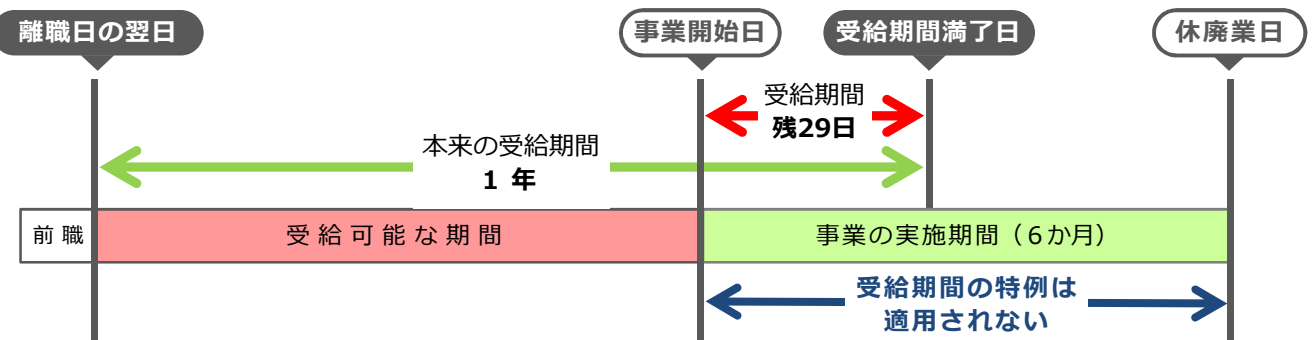 離職日の翌日
事業開始日
受給期間満了日
休廃業日
受給期間
残29日
本来の受給期間
1 年
前 職
受 給 可 能 な 期 間
事業の実施期間（６か月）
受給期間の特例は
適用されない